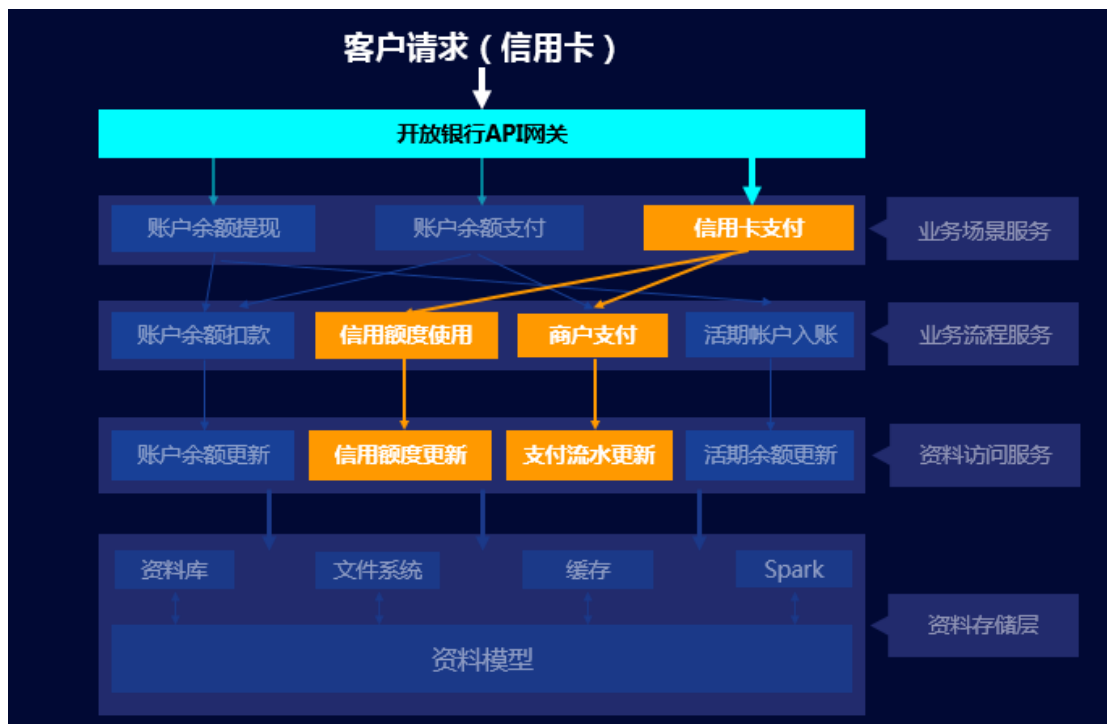 客户请求（信用卡）
开放银行API网关
账户余额提现
账户余额支付
信用卡支付
业务场景服务
账户余额扣款
信用额度使用
商户支付
活期帐户入账
业务流程服务
账户余额更新
信用额度更新
支付流水更新
活期余额更新
资料访问服务
资料库
文件系统
缓存
Spark
资料存储层
资料模型